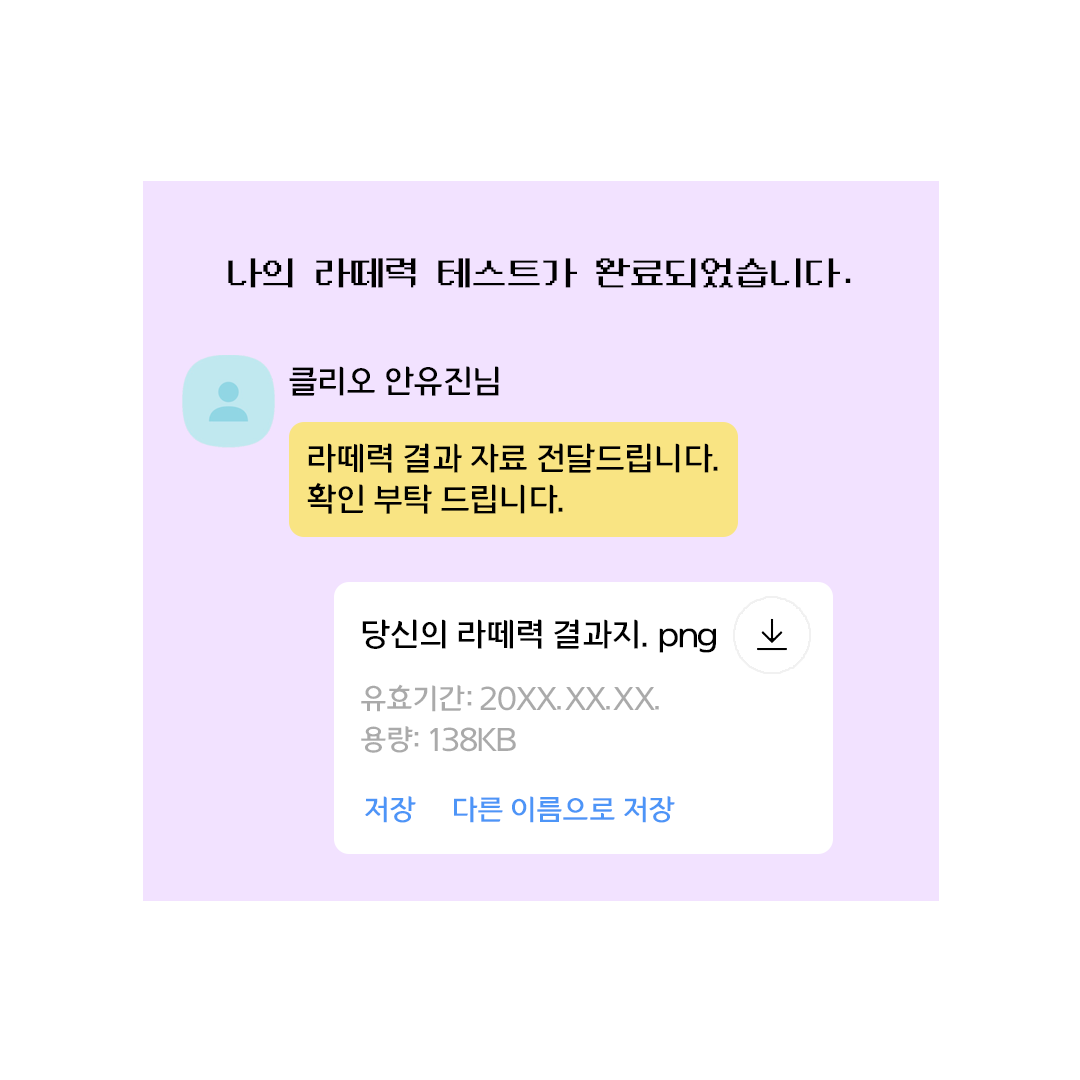 나의 라떼력 테스트가 완료되었습니다.
클리오 안유진님
라떼력 결과 자료 전달드립니다.
확인 부탁 드립니다.
당신의 라떼력 결과지. png
유효기간: 20XX. XX. XX.
용량: 138KB
저장 다른 이름으로 저장